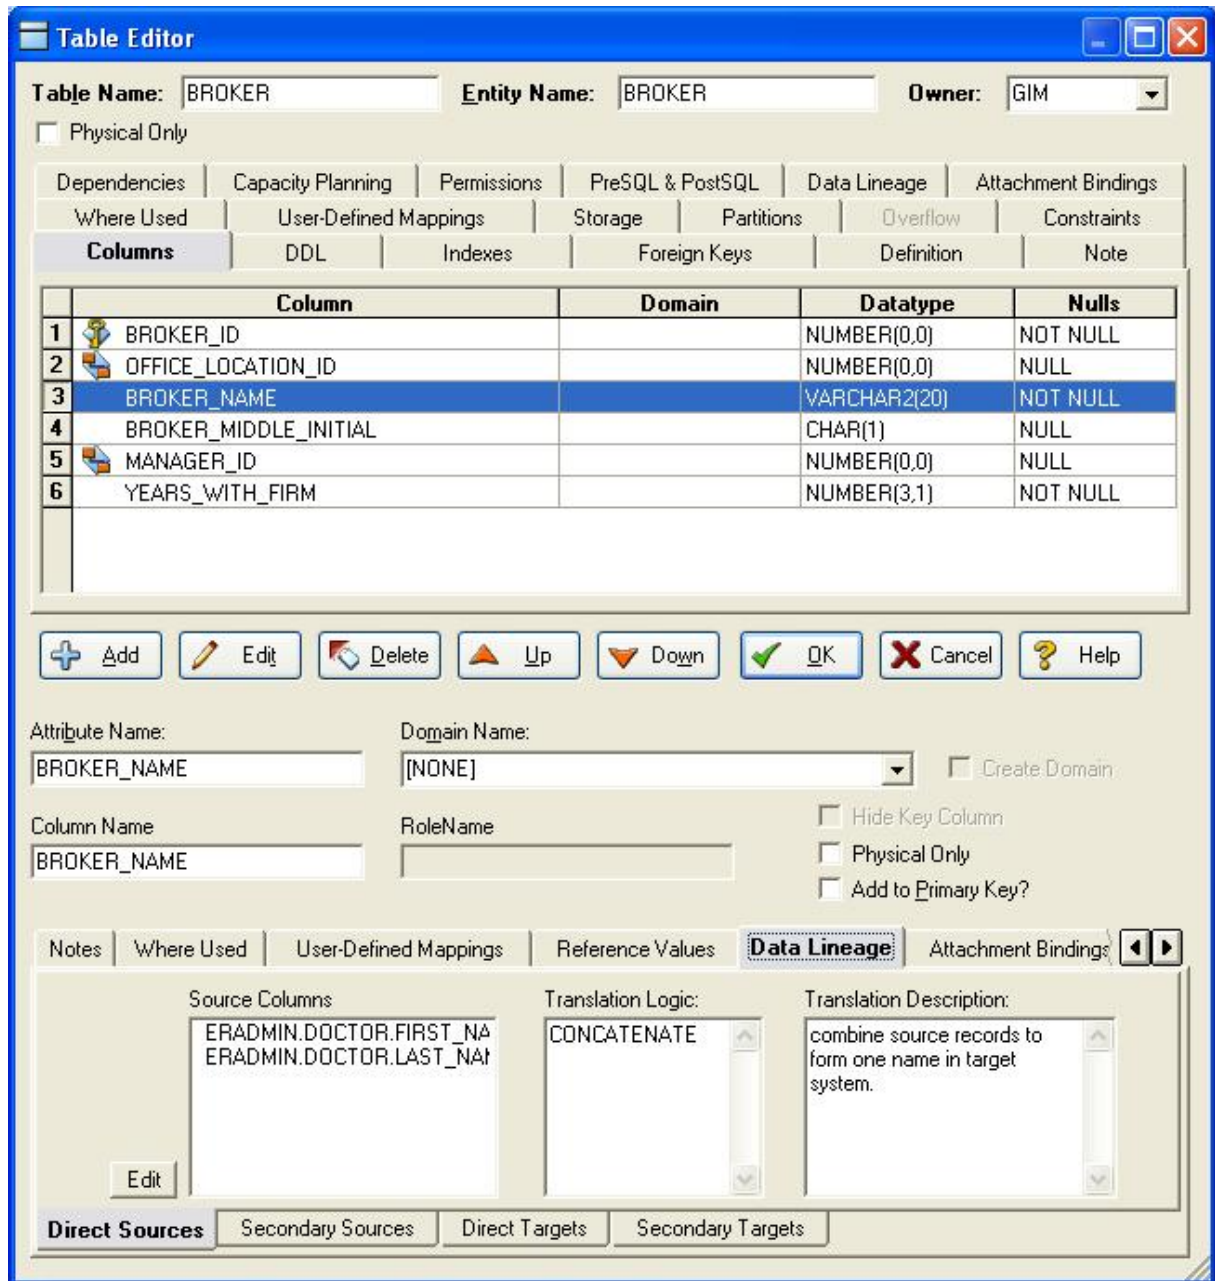 Table Editor
Table Name: BROKER Entity Name: BROKER Owner: GIM
Physical Only
Dependencies Capacity Planning Permissions PreSQL & PostSQL Data Lineage Attachment Bindings
Where Used User-Defined Mappings Storage Partitions Overflow Constraints
Columns DDL Indexes Foreign Keys Definition Note
Column Domain Datatype Nulls
1 BROKER_ID NUMBER(0,0) NOT NULL
2 OFFICE_LOCATION_ID NUMBER(0,0) NULL
3 BROKER_NAME VARCHAR2(20) NOT NULL
4 BROKER_MIDDLE_INITIAL CHAR(1) NULL
5 MANAGER_ID NUMBER(0,0) NULL
6 YEARS_WITH_FIRM NUMBER(3,1) NOT NULL
Add Edit Delete Up Down OK Cancel Help
Attribute Name: Domain Name:
BROKER_NAME [NONE] Create Domain
Hide Key Column
Column Name RoleName
BROKER_NAME Physical Only
Add to Primary Key?
Notes Where Used User-Defined Mappings Reference Values Data Lineage Attachment Bindings
Source Columns Translation Logic: Translation Description:
ERADMIN.DOCTOR.FIRST_NA CONCATENATE combine source records to
ERADMIN.DOCTOR.LAST_NAM form one name in target
system.
Edit
Direct Sources Secondary Sources Direct Targets Secondary Targets